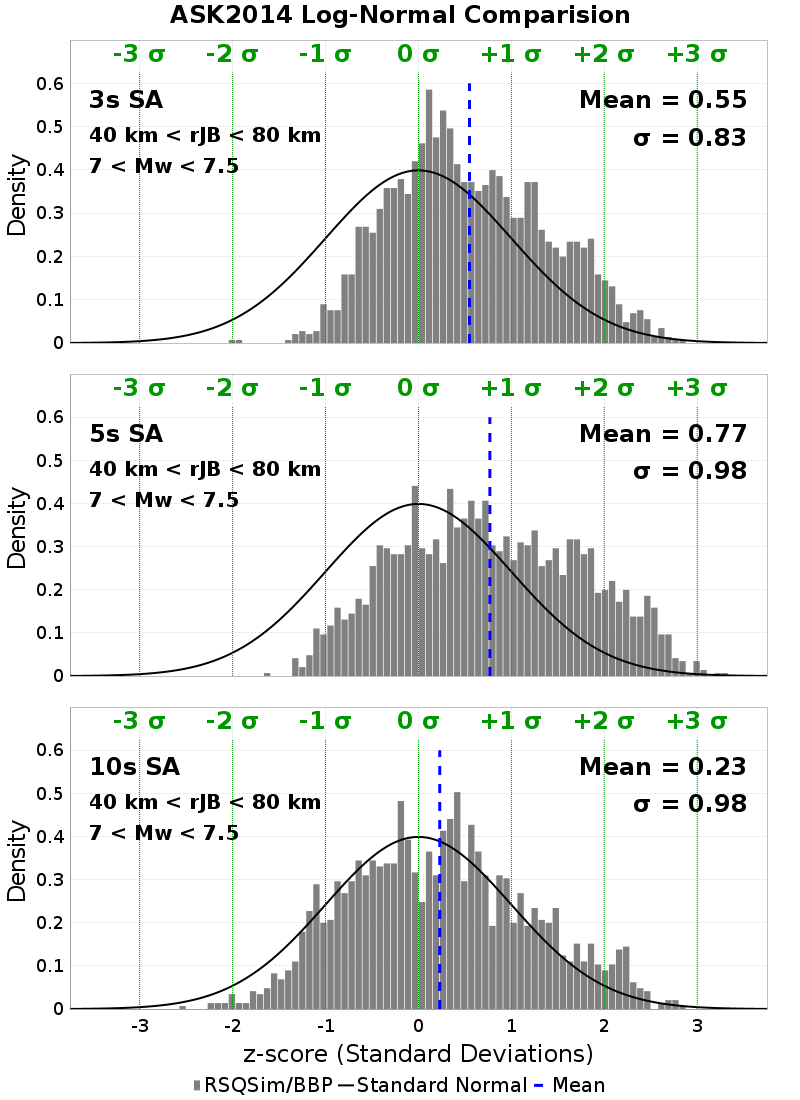 ASK2014 Log-Normal Comparision
-3 σ -2 σ -1 σ 0 σ +1 σ +2 σ +3 σ
3s SA
40 km < rJB < 80 km
7 < Mw < 7.5
Mean = 0.55
σ = 0.83
Density
0.6
0.5
0.4
0.3
0.2
0.1
0
-3 σ -2 σ -1 σ 0 σ +1 σ +2 σ +3 σ
5s SA
40 km < rJB < 80 km
7 < Mw < 7.5
Mean = 0.77
σ = 0.98
Density
0.6
0.5
0.4
0.3
0.2
0.1
0
-3 σ -2 σ -1 σ 0 σ +1 σ +2 σ +3 σ
10s SA
40 km < rJB < 80 km
7 < Mw < 7.5
Mean = 0.23
σ = 0.98
Density
0.6
0.5
0.4
0.3
0.2
0.1
0
-3 -2 -1 0 1 2 3
z-score (Standard Deviations)
RSQSim/BBP Standard Normal Mean